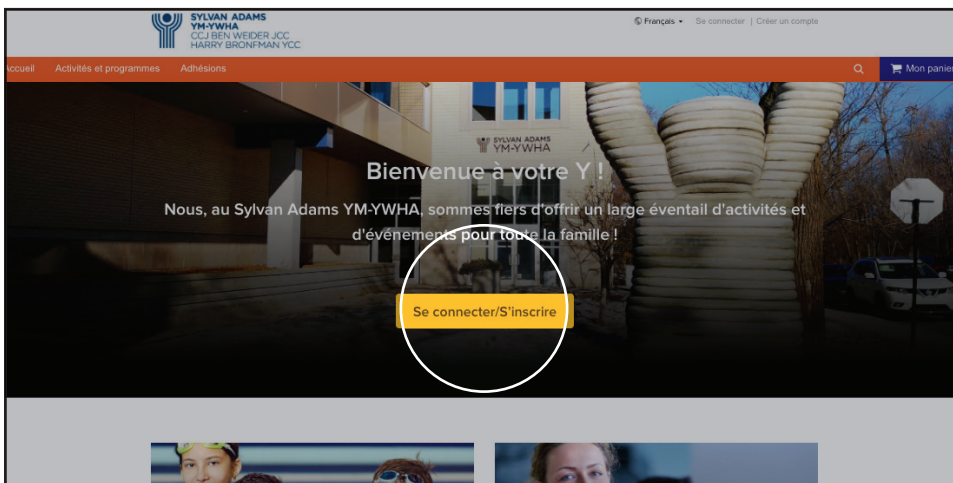 SYLVAN ADAMS
YM-YWHA
CCJ BEN WEIDER JCC
HARRY BRONFMAN YCC
Français
Se connecter | Créer un compte
Accueil
Activités et programmes
Adhésions
Mon panier
SYLVAN ADAMS
YM-YWHA
Bienvenue à votre Y !
Nous, au Sylvan Adams YM-YWHA, sommes fiers d'offrir un large éventail d'activités et
d'événements pour toute la famille !
Se connecter/S'inscrire